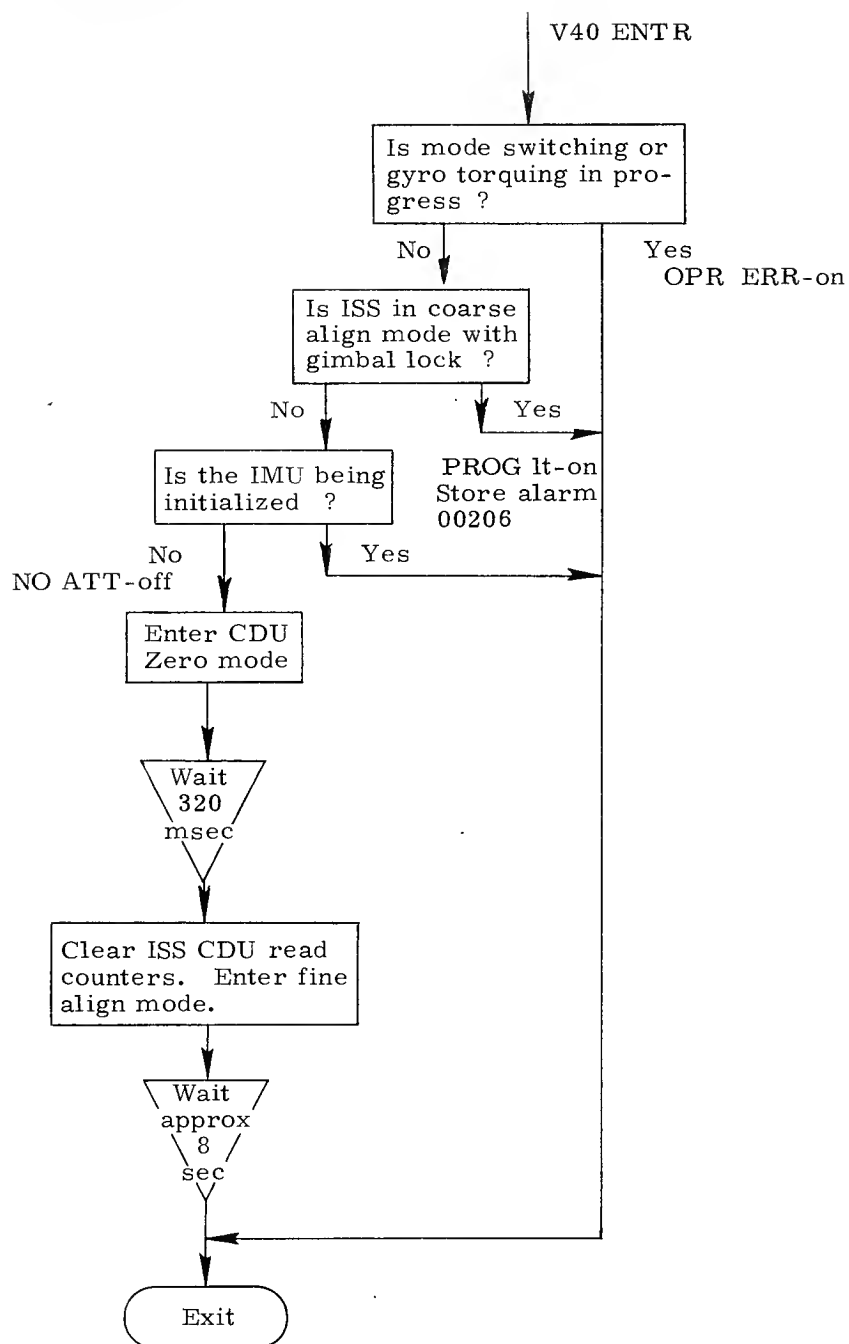 V40 ENTR
Is mode switching or
gyro torquing in pro-
gress ?
No
Yes
OPR ERR-on
Is ISS in coarse
align mode with
gimbal lock ?
No
Yes
PROG lt-on
Store alarm
00206
Is the IMU being
initialized ?
No
NO ATT-off
Yes
Enter CDU
Zero mode
Wait
320
msec
Clear ISS CDU read
counters. Enter fine
align mode.
Wait
approx
8
sec
Exit